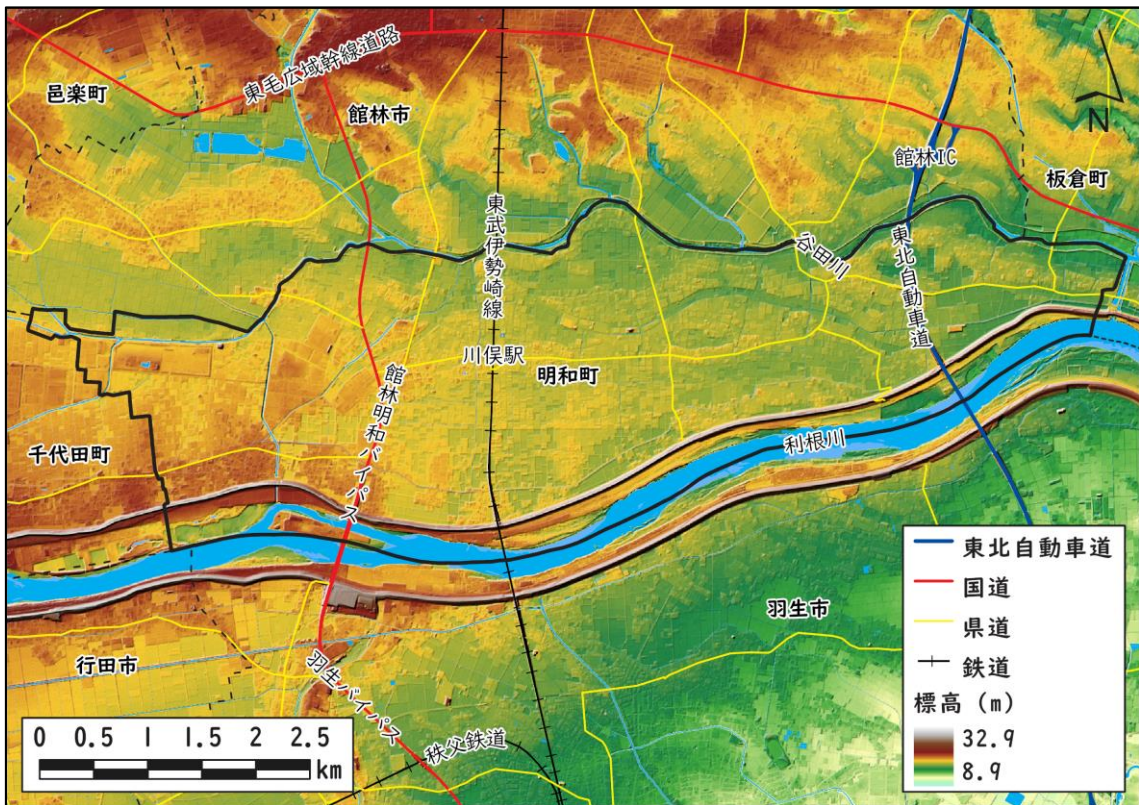 東毛広域幹線道路
邑楽町
館林市
N
館林IC
板倉町
東武伊勢崎線
谷田川
東北自動車道
川俣駅
明和町
館林明和バイパス
千代田町
利根川
羽生市
行田市
羽生バイパス
秩父鉄道
0 0.5 1 1.5 2 2.5
km
東北自動車道
国道
県道
鉄道
標高 (m)
32.9
8.9